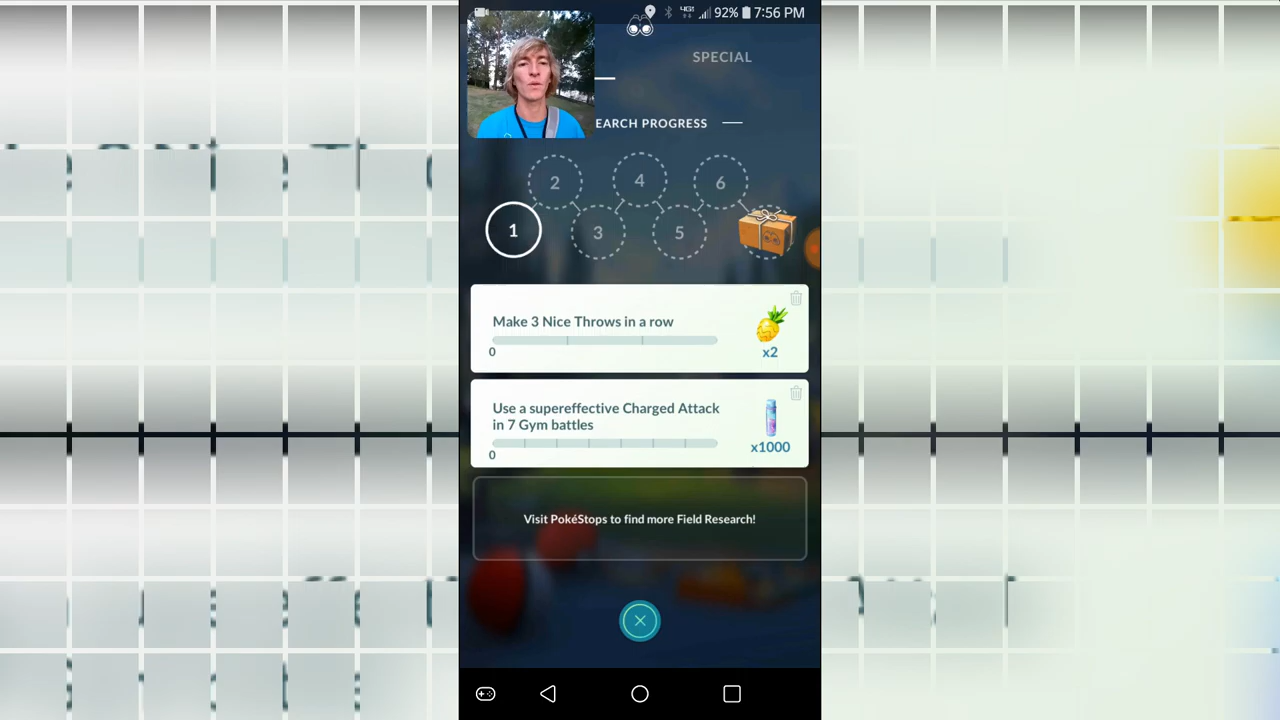 4G 92% 7:56 PM
SPECIAL
EARCH PROGRESS
2 4 6
1 3 5
Make 3 Nice Throws in a row
0
x2
Use a supereffective Charged Attack
in 7 Gym battles
0
x1000
Visit PokéStops to find more Field Research!